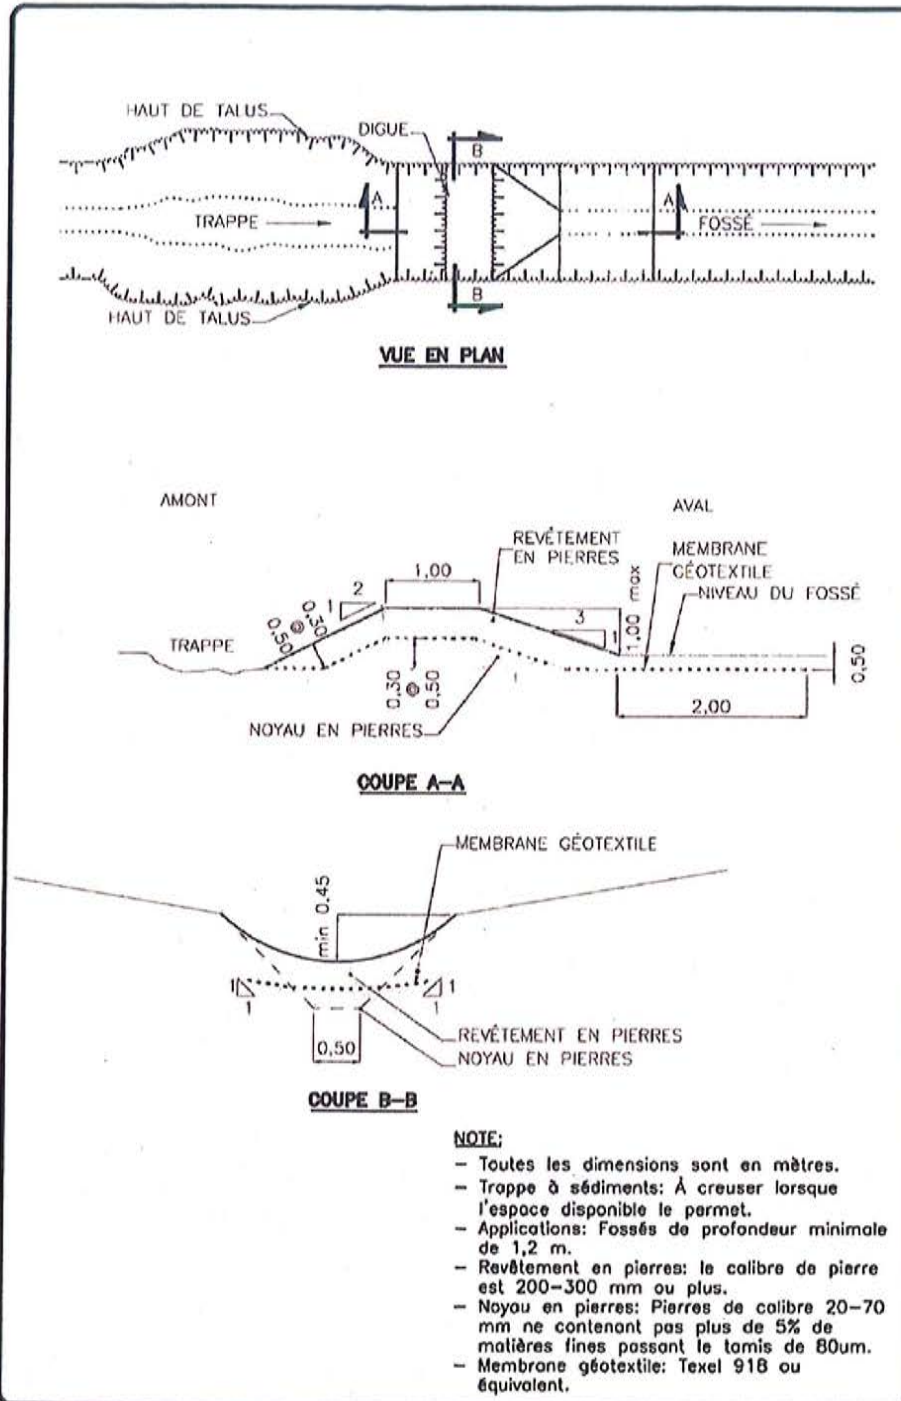 HAUT DE TALUS
DIGUE
B
A
A
TRAPPE
FOSSÉ
B
HAUT DE TALUS
VUE EN PLAN
AMONT
AVAL
REVÊTEMENT
EN PIERRES
MEMBRANE
GÉOTEXTILE
NIVEAU DU FOSSÉ
1,00
2
1
0,30
@
0,50
3
1
1,00 max
TRAPPE
0,30
@
0,50
0,50
2,00
NOYAU EN PIERRES
COUPE A-A
MEMBRANE GÉOTEXTILE
min 0.45
1
1
1
1
REVÊTEMENT EN PIERRES
NOYAU EN PIERRES
0,50
COUPE B-B
NOTE:
- Toutes les dimensions sont en mètres.
- Trappe à sédiments: À creuser lorsque
l'espace disponible le permet.
- Applications: Fossés de profondeur minimale
de 1,2 m.
- Revêtement en pierres: le calibre de pierre
est 200-300 mm ou plus.
- Noyau en pierres: Pierres de calibre 20-70
mm ne contenant pas plus de 5% de
matières fines passant le tamis de 80um.
- Membrane géotextile: Texel 918 ou
équivalent.